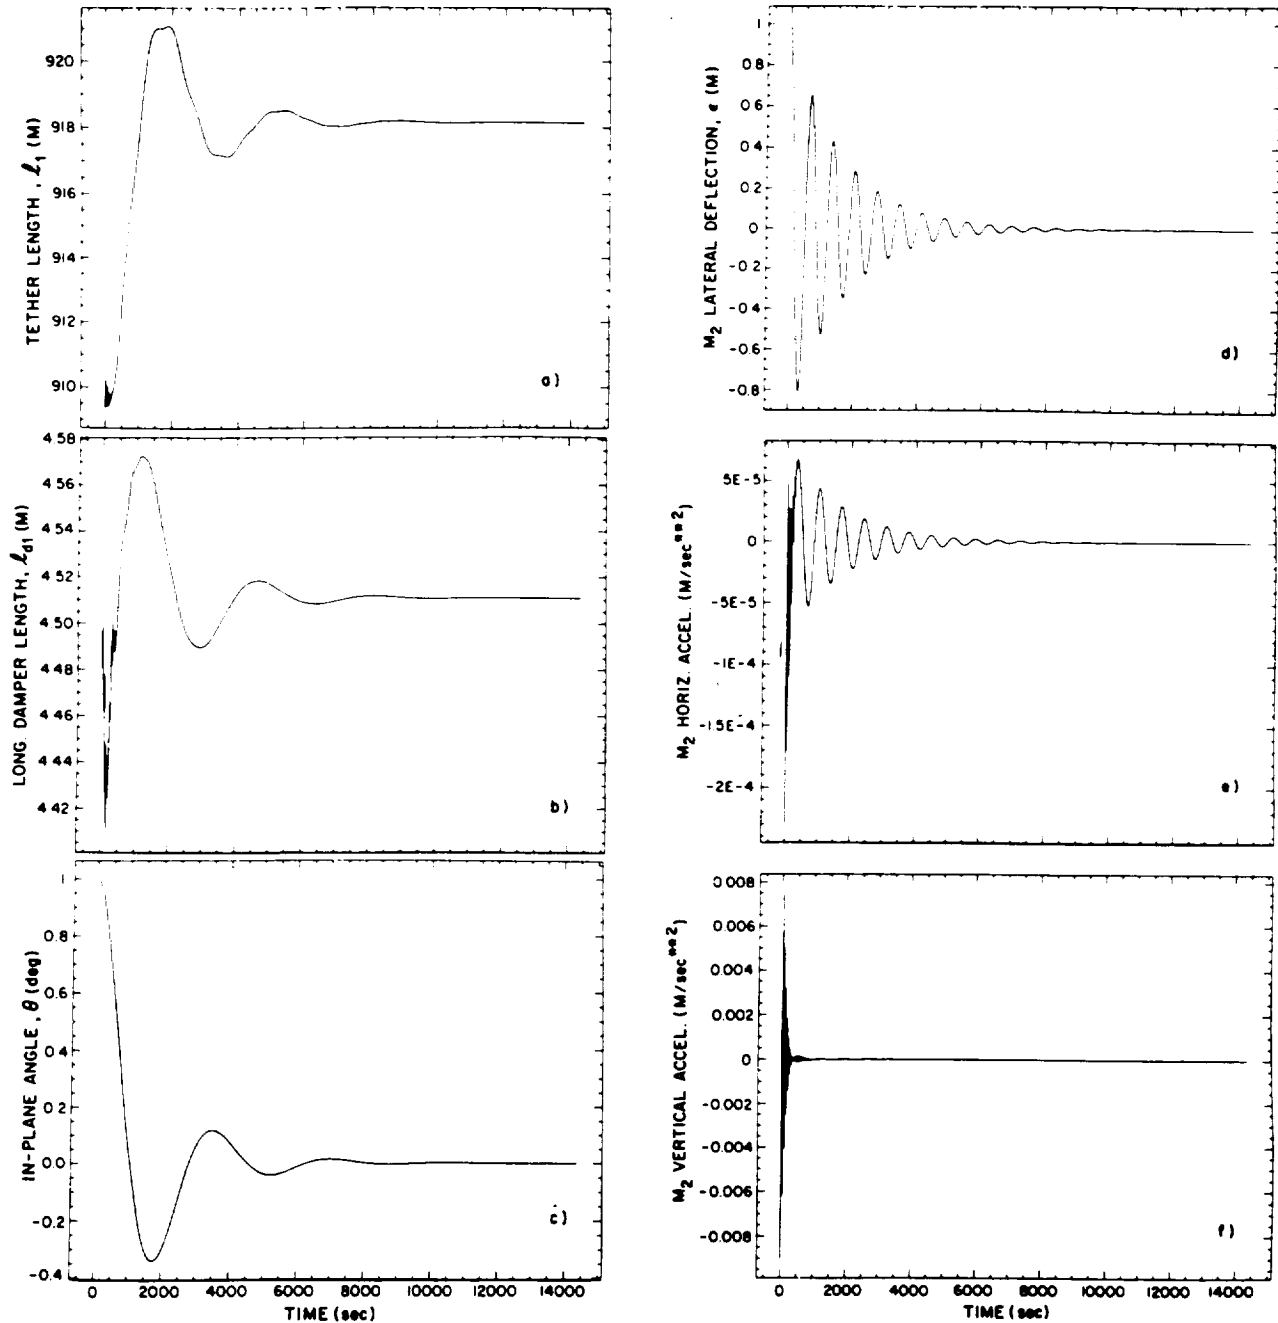 TETHER LENGTH, ℓ₁ (M)
920
918
916
914
912
910
a)
LONG. DAMPER LENGTH, ℓd1 (M)
4.58
4.56
4.54
4.52
4.50
4.48
4.46
4.44
4.42
b)
IN-PLANE ANGLE, θ (deg)
1
0.8
0.6
0.4
0.2
0.0
-0.2
-0.4
c)
0 2000 4000 6000 8000 10000 12000 14000
TIME (sec)
M₂ LATERAL DEFLECTION, e (M)
1
0.8
0.6
0.4
0.2
0
-0.2
-0.4
-0.6
-0.8
d)
M₂ HORIZ. ACCEL. (M/sec**2)
5E-5
0
-5E-5
-1E-4
-1.5E-4
-2E-4
e)
M₂ VERTICAL ACCEL. (M/sec**2)
0.008
0.006
0.004
0.002
0
-0.002
-0.004
-0.006
-0.008
f)
0 2000 4000 6000 8000 10000 12000 14000
TIME (sec)